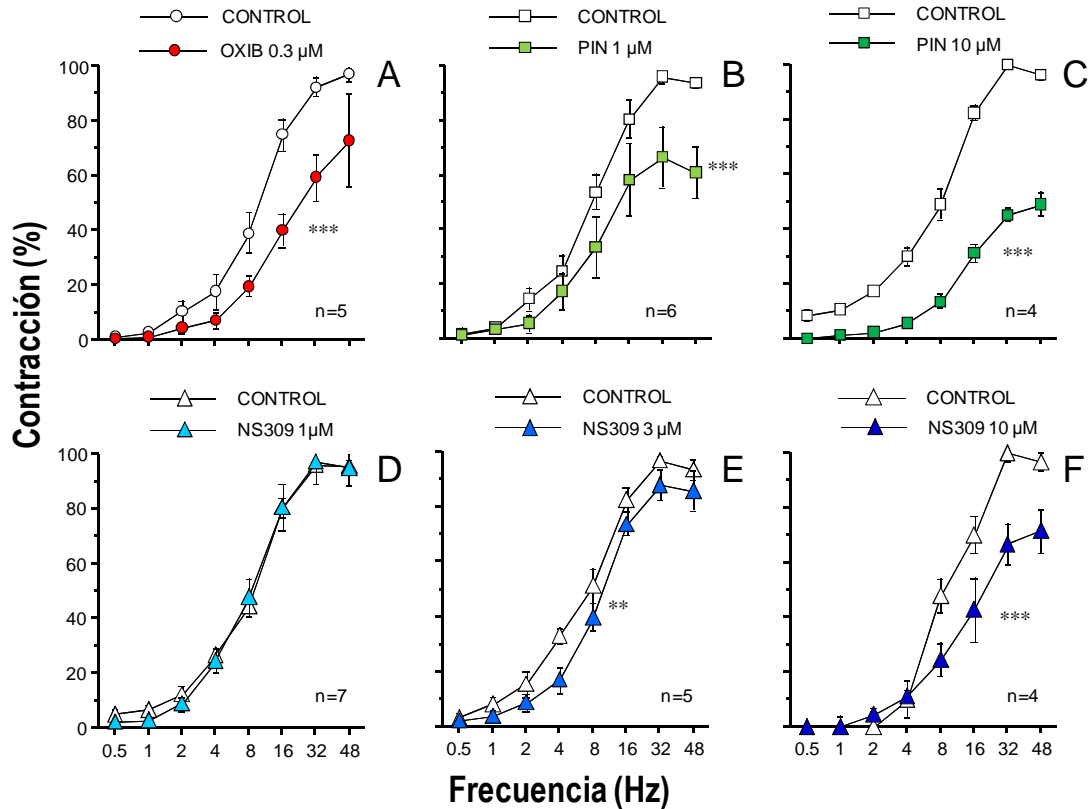 CONTROL
OXIB 0.3 µM
CONTROL
PIN 1 µM
CONTROL
PIN 10 µM
A
B
C
100
80
60
40
20
0
***
n=5
***
n=6
***
n=4
Contracción (%)
CONTROL
NS309 1µM
CONTROL
NS309 3 µM
CONTROL
NS309 10 µM
D
E
F
100
80
60
40
20
0
n=7
**
n=5
***
n=4
0.5 1 2 4 8 16 32 48
0.5 1 2 4 8 16 32 48
0.5 1 2 4 8 16 32 48
Frecuencia (Hz)